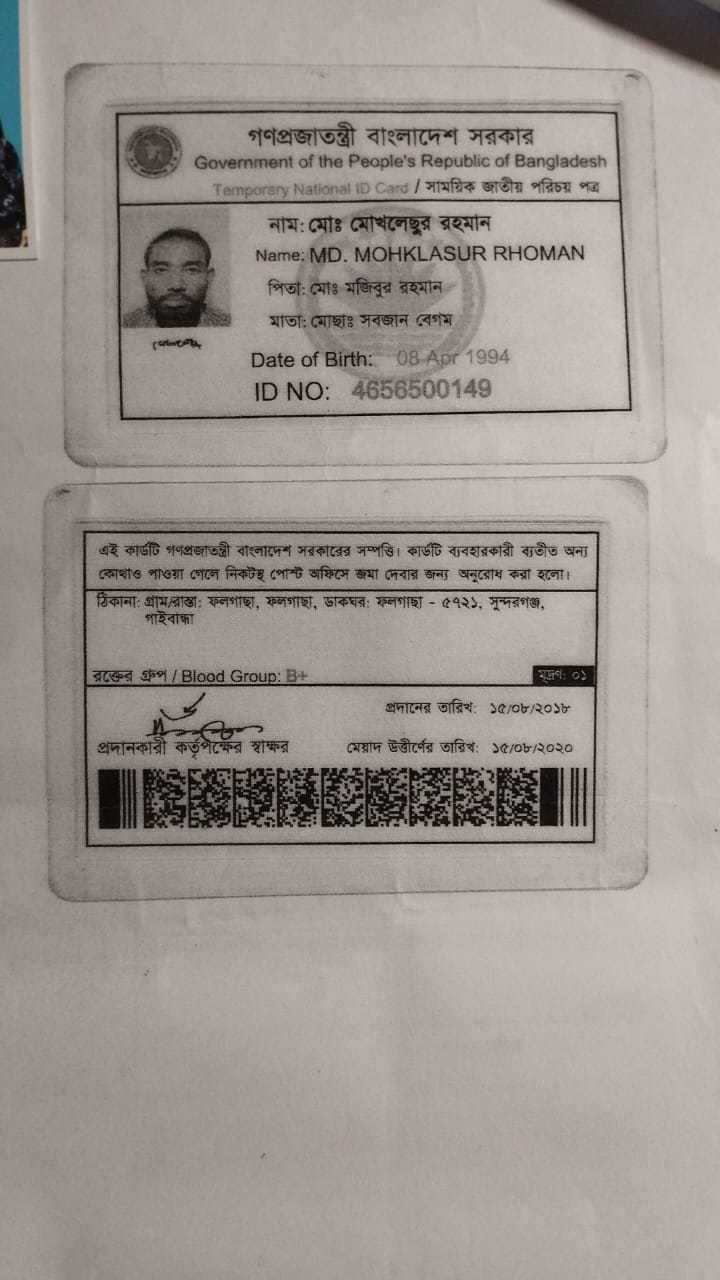 গণপ্রজাতন্ত্রী বাংলাদেশ সরকার
Government of the People's Republic of Bangladesh
Temporary National ID Card / সাময়িক জাতীয় পরিচয় পত্র
নাম: মোঃ মোখলেছুর রহমান
Name: MD. MOHKLASUR RHOMAN
পিতা: মোঃ মজিবুর রহমান
মাতা: মোছাঃ সবজান বেগম
Date of Birth: 08 Apr 1994
ID NO: 4656500149
এই কার্ডটি গণপ্রজাতন্ত্রী বাংলাদেশ সরকারের সম্পত্তি। কার্ডটি ব্যবহারকারী ব্যতীত অন্য
কোথাও পাওয়া গেলে নিকটস্থ পোস্ট অফিসে জমা দেবার জন্য অনুরোধ করা হলো।
ঠিকানা: গ্রাম/রাস্তা: ফলগাছা, ফলগাছা, ডাকঘর: ফলগাছা - ৫৭২১, সুন্দরগঞ্জ,
গাইবান্ধা
রক্তের গ্রুপ / Blood Group: B+ মূদ্রণ: ০১
প্রদানের তারিখ: ১৫/০৮/২০১৮
প্রদানকারী কর্তৃপক্ষের স্বাক্ষর মেয়াদ উত্তীর্ণের তারিখ: ১৫/০৮/২০২০